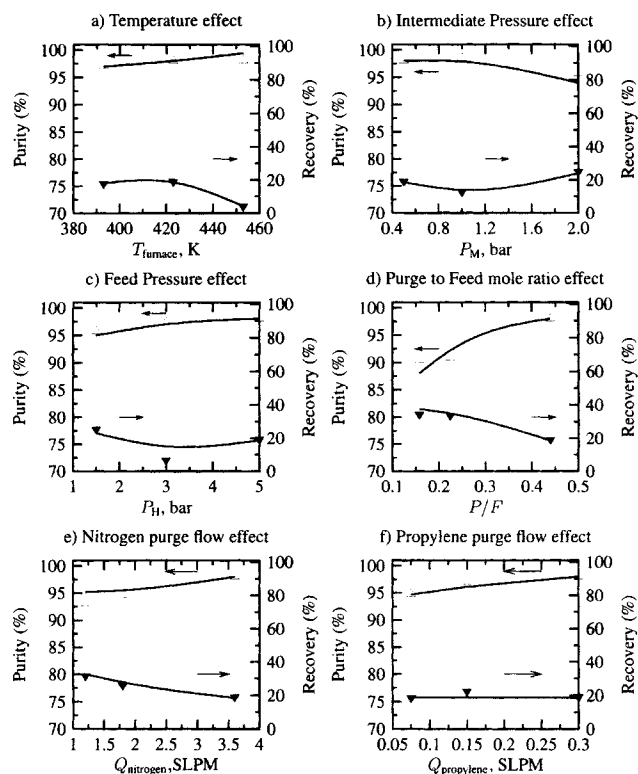 a) Temperature effect
b) Intermediate Pressure effect
Purity (%)
100
95
90
85
80
75
70
100
80
60
40
20
0
Recovery (%)
380 400 420 440 460
T_furnace, K
Purity (%)
100
95
90
85
80
75
70
100
80
60
40
20
0
Recovery (%)
0.4 0.8 1.2 1.6 2.0
P_M, bar
c) Feed Pressure effect
d) Purge to Feed mole ratio effect
Purity (%)
100
95
90
85
80
75
70
100
80
60
40
20
0
Recovery (%)
1 2 3 4 5
P_H, bar
Purity (%)
100
95
90
85
80
75
70
100
80
60
40
20
0
Recovery (%)
0.1 0.2 0.3 0.4 0.5
P/F
e) Nitrogen purge flow effect
f) Propylene purge flow effect
Purity (%)
100
95
90
85
80
75
70
100
80
60
40
20
0
Recovery (%)
1 1.5 2 2.5 3 3.5 4
Q_nitrogen,SLPM
Purity (%)
100
95
90
85
80
75
70
100
80
60
40
20
0
Recovery (%)
0.05 0.1 0.15 0.2 0.25 0.3
Q_propylene, SLPM